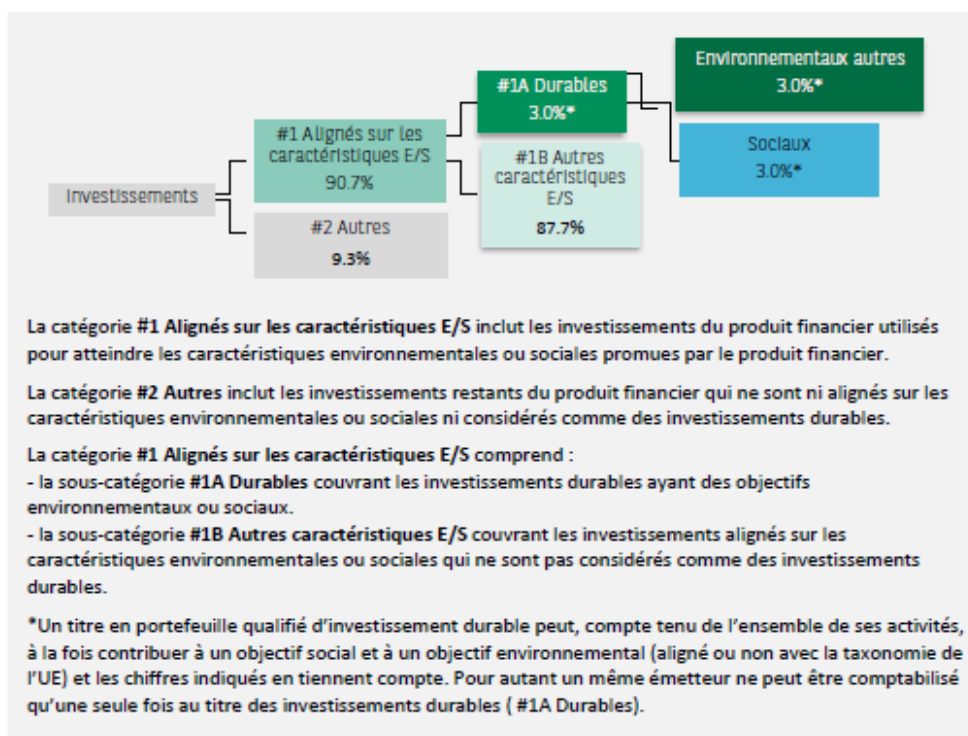 Investissements
#1 Alignés sur les
caractéristiques E/S
90.7%
#2 Autres
9.3%
#1A Durables
3.0%*
#1B Autres
caractéristiques
E/S
87.7%
Environnementaux autres
3.0%*
Sociaux
3.0%*
La catégorie #1 Alignés sur les caractéristiques E/S inclut les investissements du produit financier utilisés
pour atteindre les caractéristiques environnementales ou sociales promues par le produit financier.
La catégorie #2 Autres inclut les investissements restants du produit financier qui ne sont ni alignés sur les
caractéristiques environnementales ou sociales ni considérés comme des investissements durables.
La catégorie #1 Alignés sur les caractéristiques E/S comprend :
- la sous-catégorie #1A Durables couvrant les investissements durables ayant des objectifs
environnementaux ou sociaux.
- la sous-catégorie #1B Autres caractéristiques E/S couvrant les investissements alignés sur les
caractéristiques environnementales ou sociales qui ne sont pas considérés comme des investissements
durables.
*Un titre en portefeuille qualifié d'investissement durable peut, compte tenu de l'ensemble de ses activités,
à la fois contribuer à un objectif social et à un objectif environnemental (aligné ou non avec la taxonomie de
l'UE) et les chiffres indiqués en tiennent compte. Pour autant un même émetteur ne peut être comptabilisé
qu'une seule fois au titre des investissements durables ( #1A Durables).